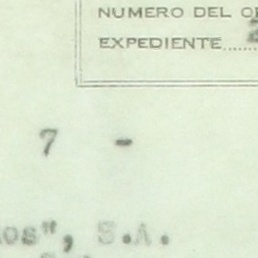 NUMERO DEL
EXPEDIENTE
7 -
os", S.A.